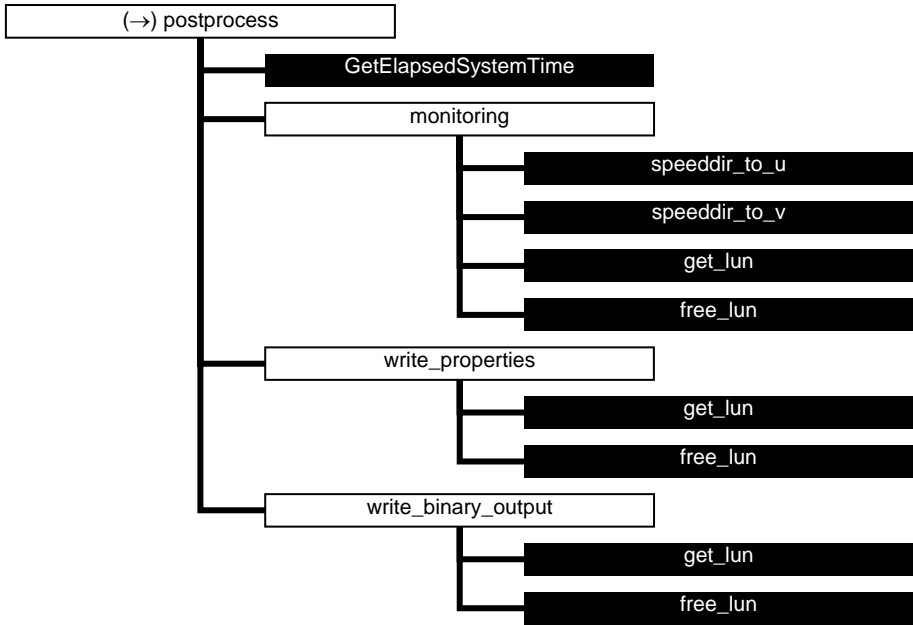 (→) postprocess
GetElapsedSystemTime
monitoring
speeddir_to_u
speeddir_to_v
get_lun
free_lun
write_properties
get_lun
free_lun
write_binary_output
get_lun
free_lun